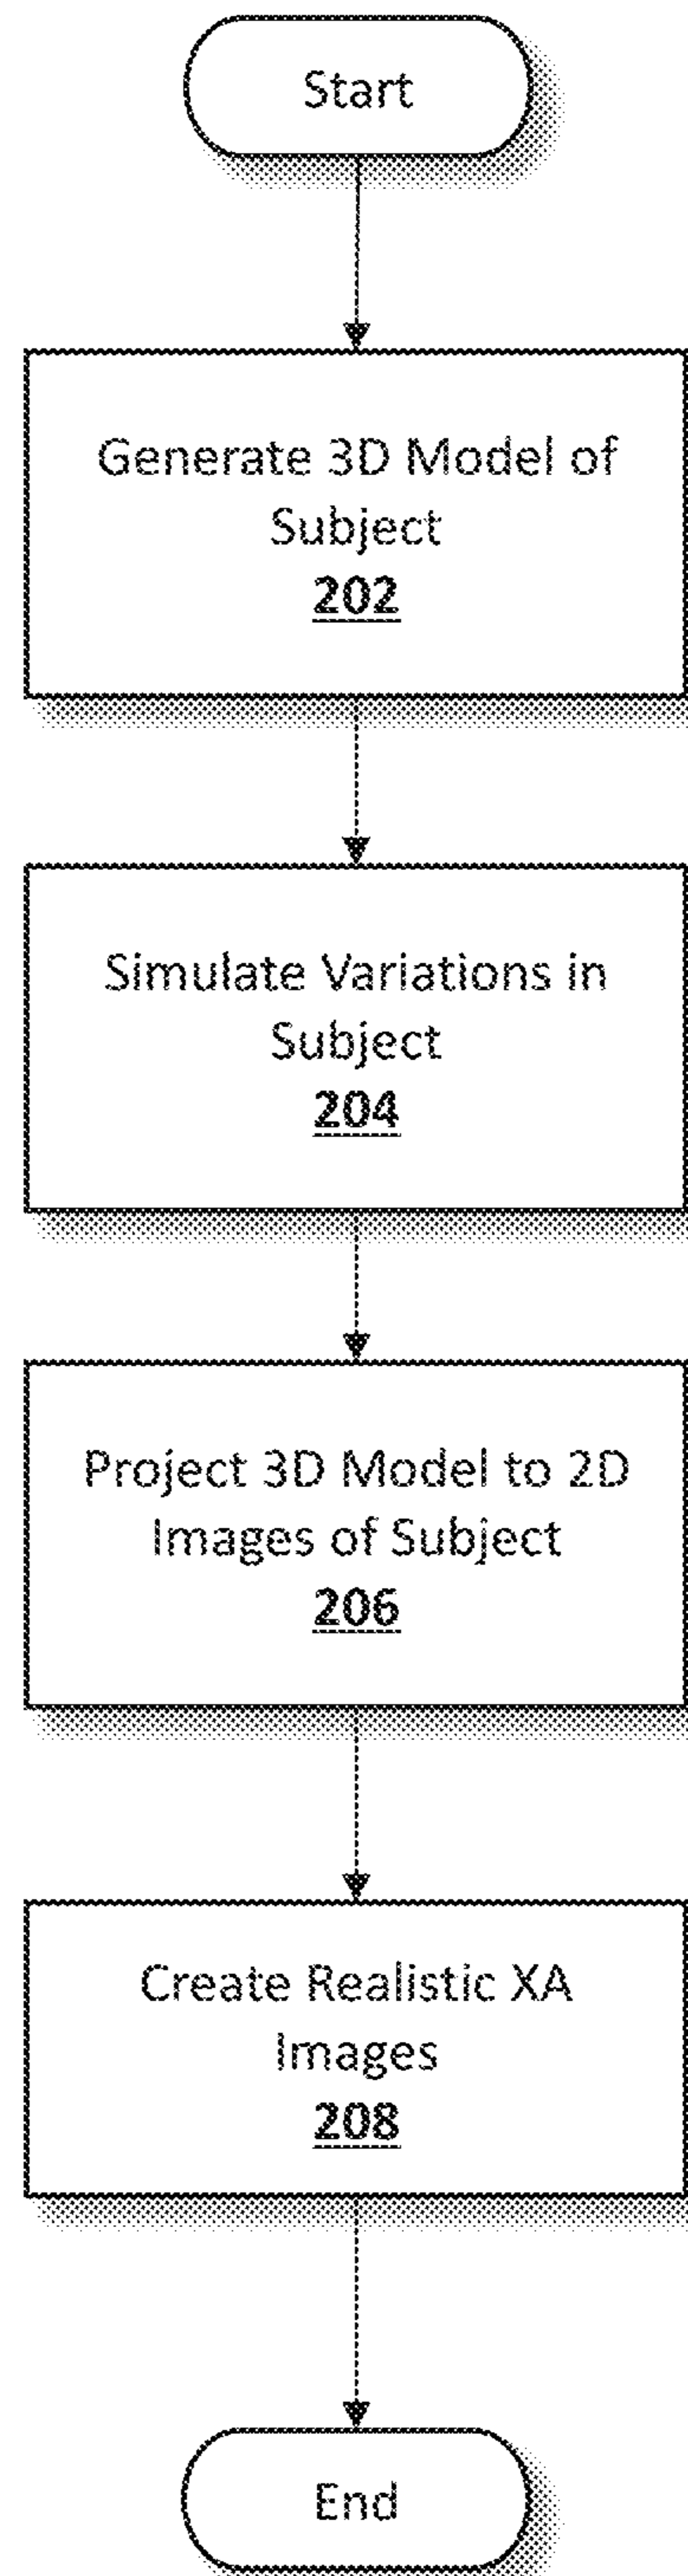 Start
Generate 3D Model of
Subject
202
Simulate Variations in
Subject
204
Project 3D Model to 2D
Images of Subject
206
Create Realistic XA
Images
208
End